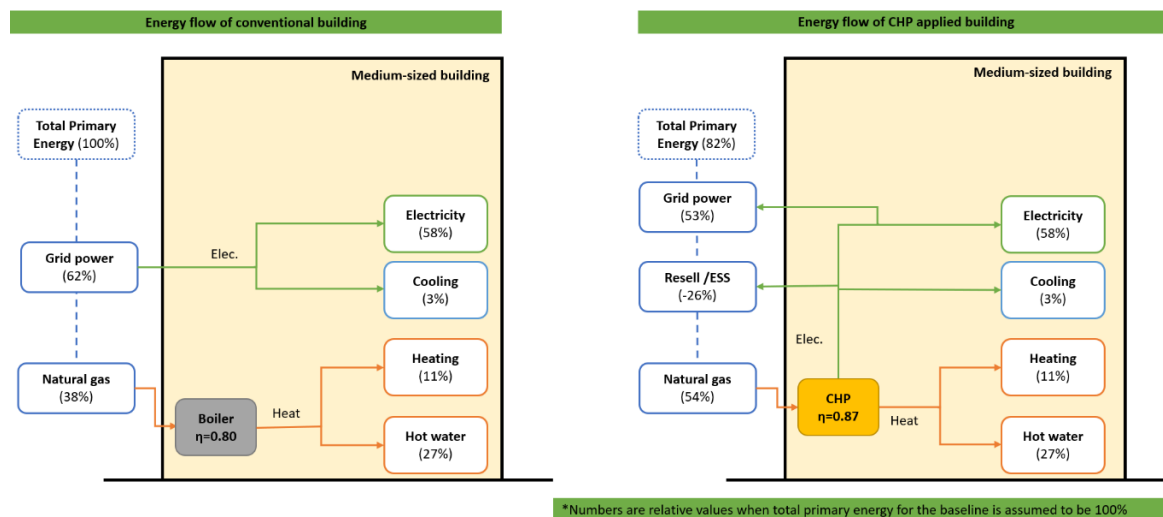 Energy flow of conventional building
Medium-sized building
Total Primary
Energy (100%)
Grid power
(62%)
Natural gas
(38%)
Elec.
Electricity
(58%)
Cooling
(3%)
Heating
(11%)
Hot water
(27%)
Boiler
η=0.80
Heat
Energy flow of CHP applied building
Medium-sized building
Total Primary
Energy (82%)
Grid power
(53%)
Resell /ESS
(-26%)
Natural gas
(54%)
Elec.
Electricity
(58%)
Cooling
(3%)
Heating
(11%)
Hot water
(27%)
CHP
η=0.87
Heat
*Numbers are relative values when total primary energy for the baseline is assumed to be 100%